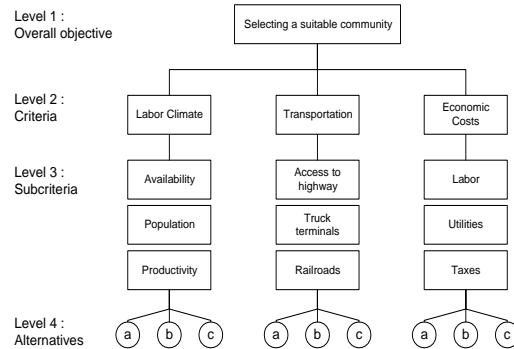 Level 1 :
Overall objective
Selecting a suitable community
Level 2 :
Criteria
Labor Climate
Transportation
Economic
Costs
Level 3 :
Subcriteria
Availability
Access to
highway
Labor
Population
Truck
terminals
Utilities
Productivity
Railroads
Taxes
Level 4 :
Alternatives
a b c a b c a b c